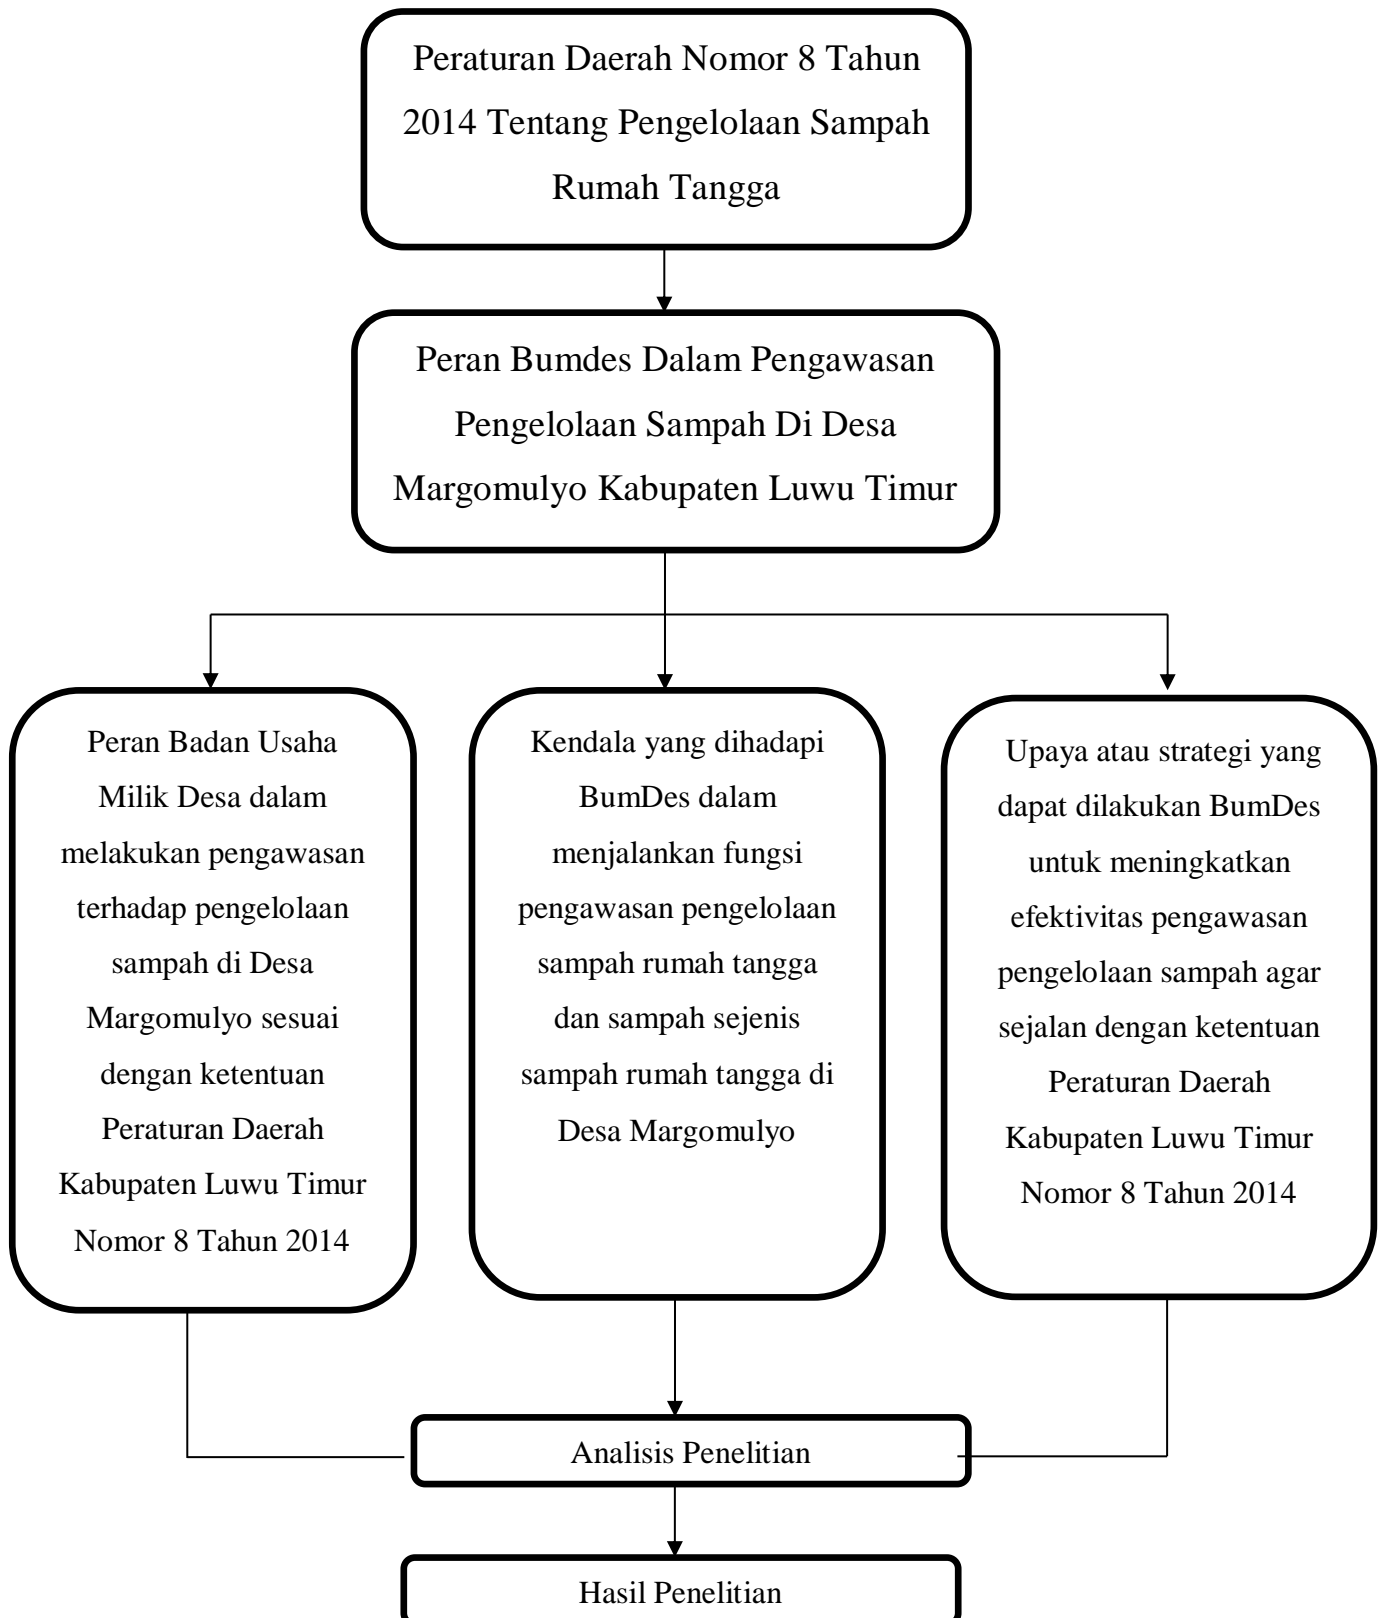 Peraturan Daerah Nomor 8 Tahun
2014 Tentang Pengelolaan Sampah
Rumah Tangga
Peran Bumdes Dalam Pengawasan
Pengelolaan Sampah Di Desa
Margomulyo Kabupaten Luwu Timur
Peran Badan Usaha
Milik Desa dalam
melakukan pengawasan
terhadap pengelolaan
sampah di Desa
Margomulyo sesuai
dengan ketentuan
Peraturan Daerah
Kabupaten Luwu Timur
Nomor 8 Tahun 2014
Kendala yang dihadapi
BumDes dalam
menjalankan fungsi
pengawasan pengelolaan
sampah rumah tangga
dan sampah sejenis
sampah rumah tangga di
Desa Margomulyo
Upaya atau strategi yang
dapat dilakukan BumDes
untuk meningkatkan
efektivitas pengawasan
pengelolaan sampah agar
sejalan dengan ketentuan
Peraturan Daerah
Kabupaten Luwu Timur
Nomor 8 Tahun 2014
Analisis Penelitian
Hasil Penelitian